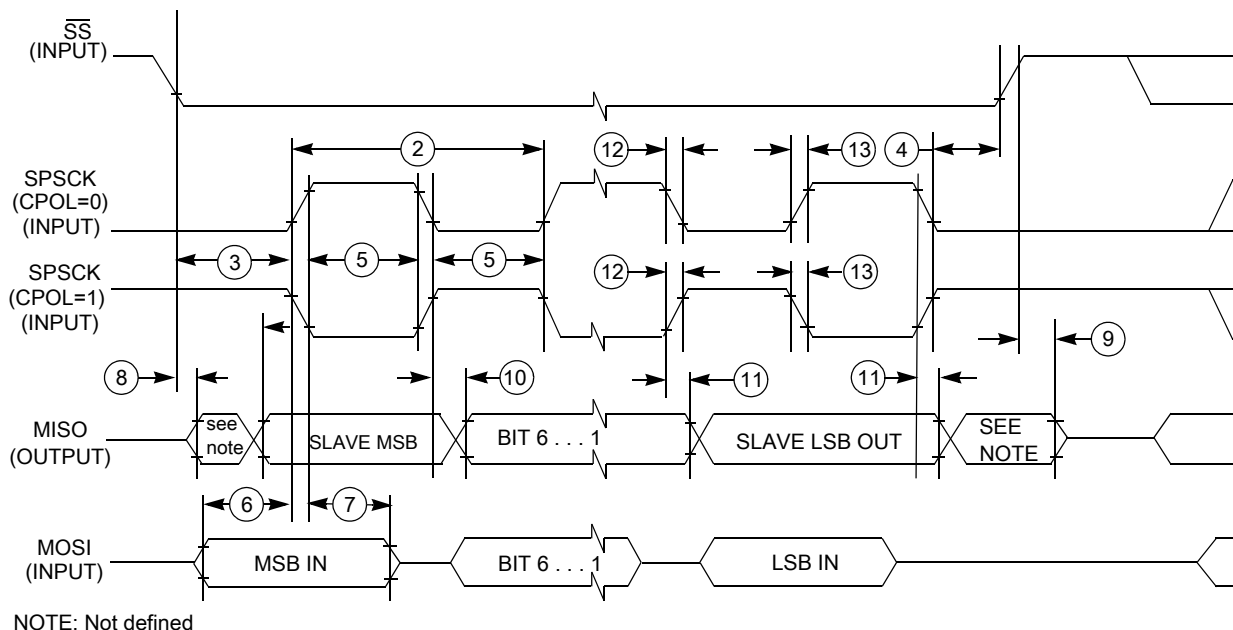 SS
(INPUT)
2
12
13
4
SPSCK
(CPOL=0)
(INPUT)
3
5
5
SPSCK
(CPOL=1)
(INPUT)
12
13
8
10
11
11
9
MISO
(OUTPUT)
see
note
SLAVE MSB
BIT 6 . . . 1
SLAVE LSB OUT
SEE
NOTE
6
7
MOSI
(INPUT)
MSB IN
BIT 6 . . . 1
LSB IN
NOTE: Not defined